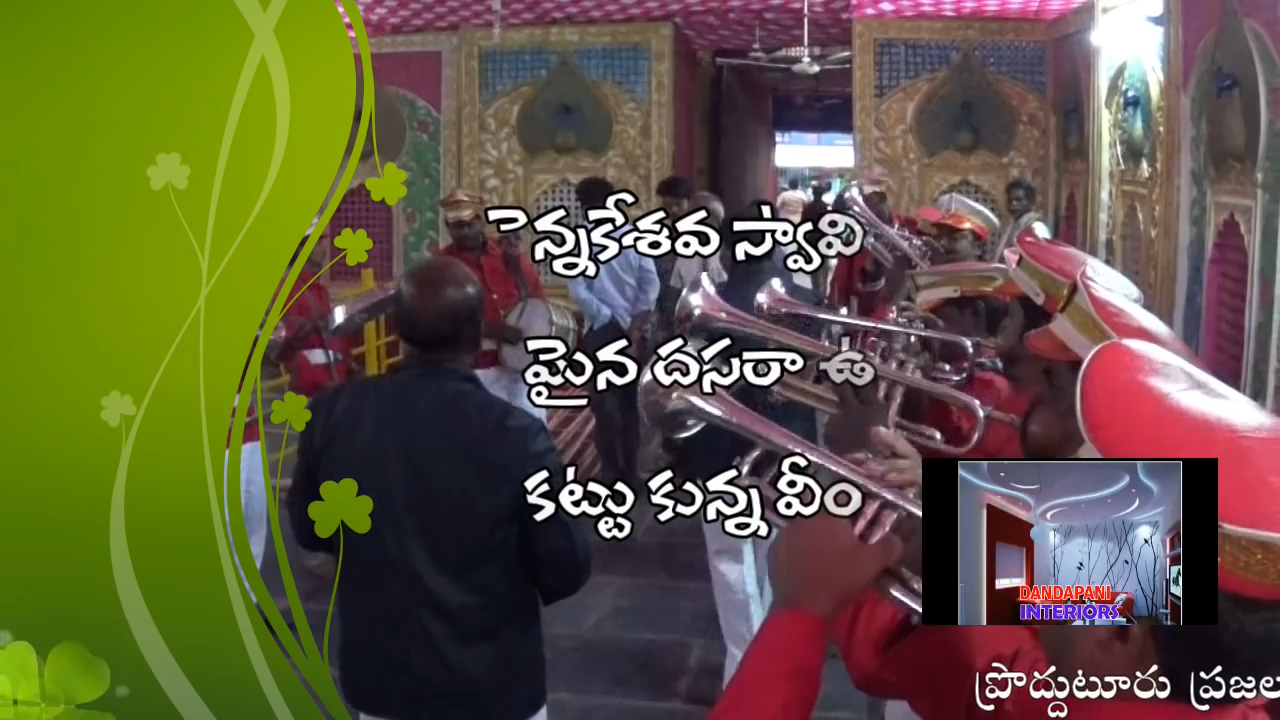 ెన్నకేశవ స్వావి
మైన దసరా ఉ
కట్టు కున్న వీం
DANDAPANI
INTERIORS
ప్రొద్దుటూరు ప్రజల